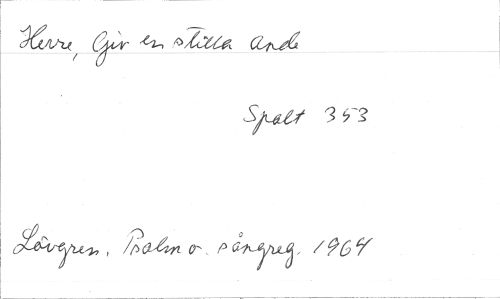 Herre, Giv en stilla ande
Spalt 353
Lövgren. Psalm o. sångreg. 1964